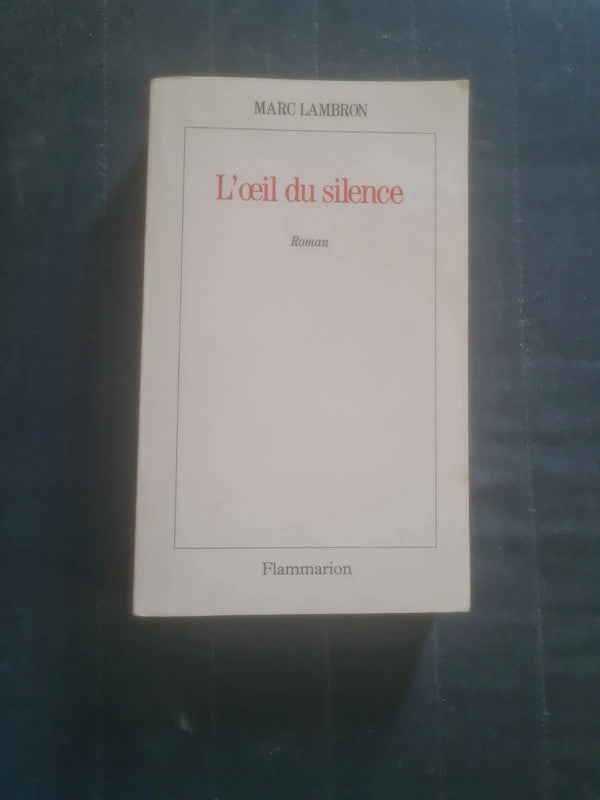 MARC LAMBRON
L'œil du silence
Roman
Flammarion